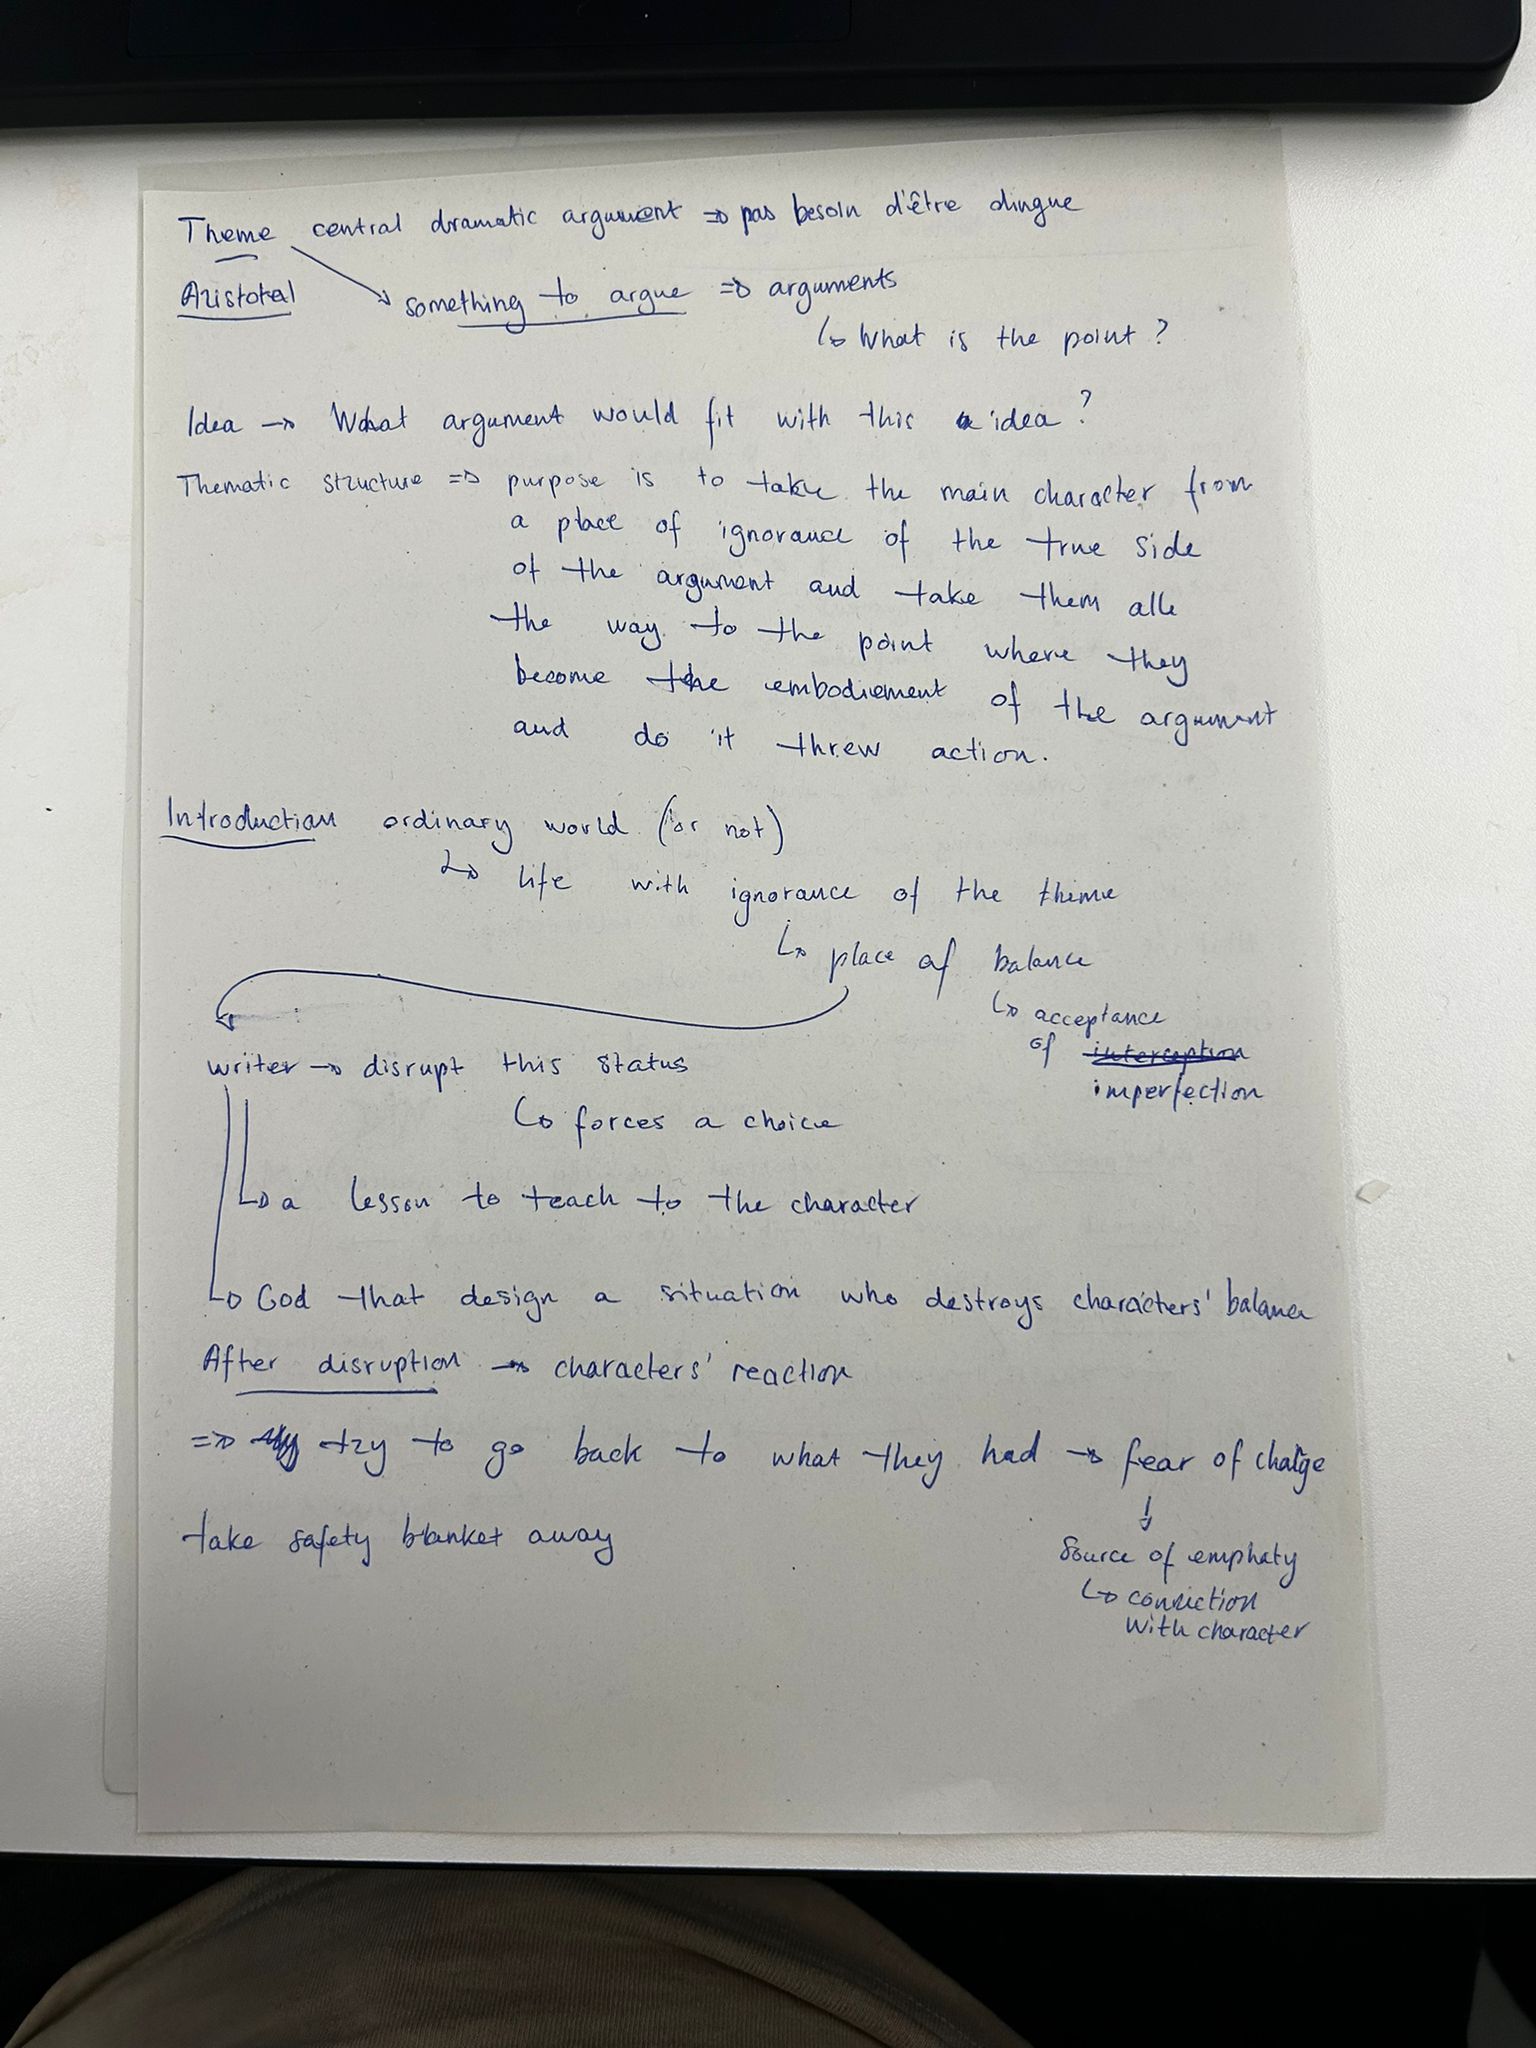 Theme central dramatic argument => pas besoin d'être dingue
Aristotel
→ something to argue => arguments
↳ What is the point ?
Idea → What argument would fit with this idea ?
Thematic structure => purpose is to take the main character from
a place of ignorance of the true side
of the argument and take them alle
the way to the point where they
become the embodiement of the argument
and do it threw action.
Introduction ordinary world (or not)
↳ life with ignorance of the theme
↳ place of balance
↳ acceptance
of interception
imperfection
writer → disrupt this status
↳ forces a choice
↳ a lesson to teach to the character
↳ God that design a situation who destroys characters' balance
After disruption → characters' reaction
=> try to go back to what they had → fear of change
take safety blanket away
↓
Source of emphaty
↳ connection
with character